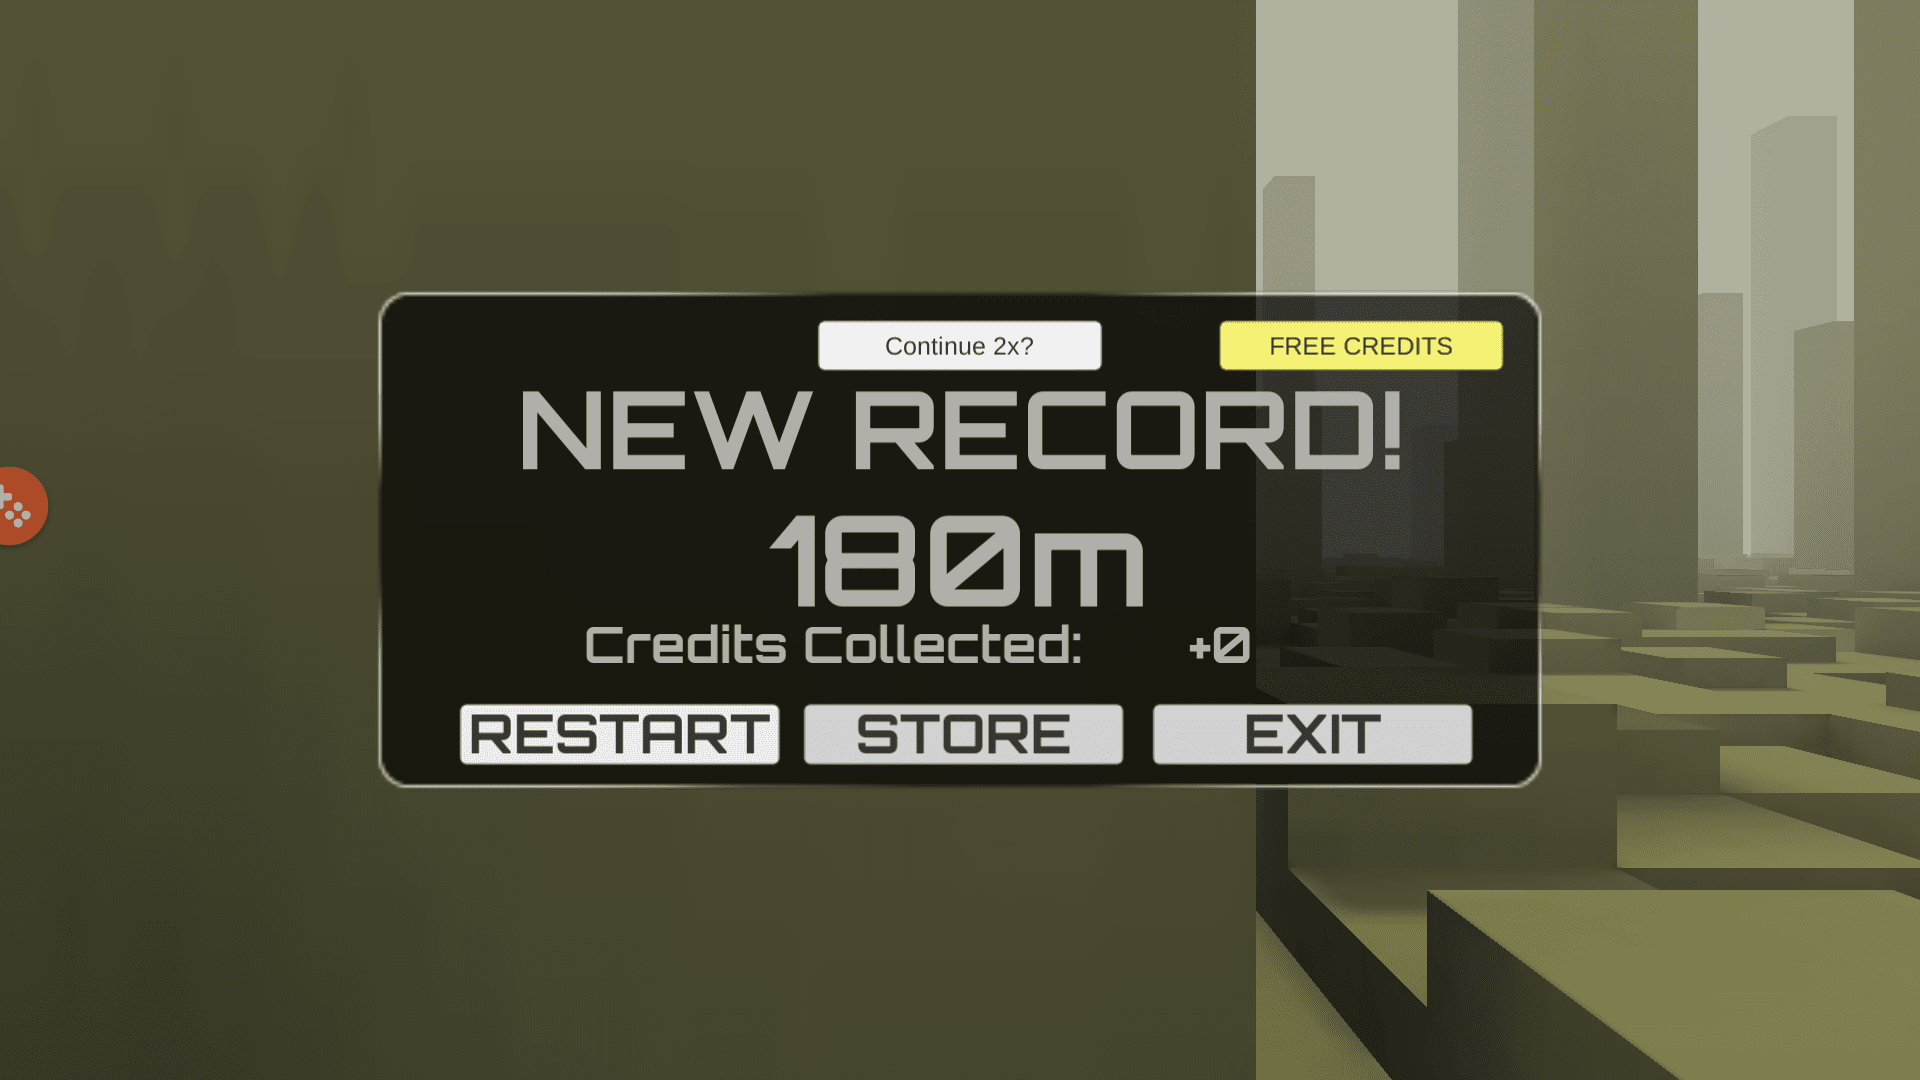 Continue 2x?
FREE CREDITS
NEW RECORD!
180m
Credits Collected: +0
RESTART
STORE
EXIT